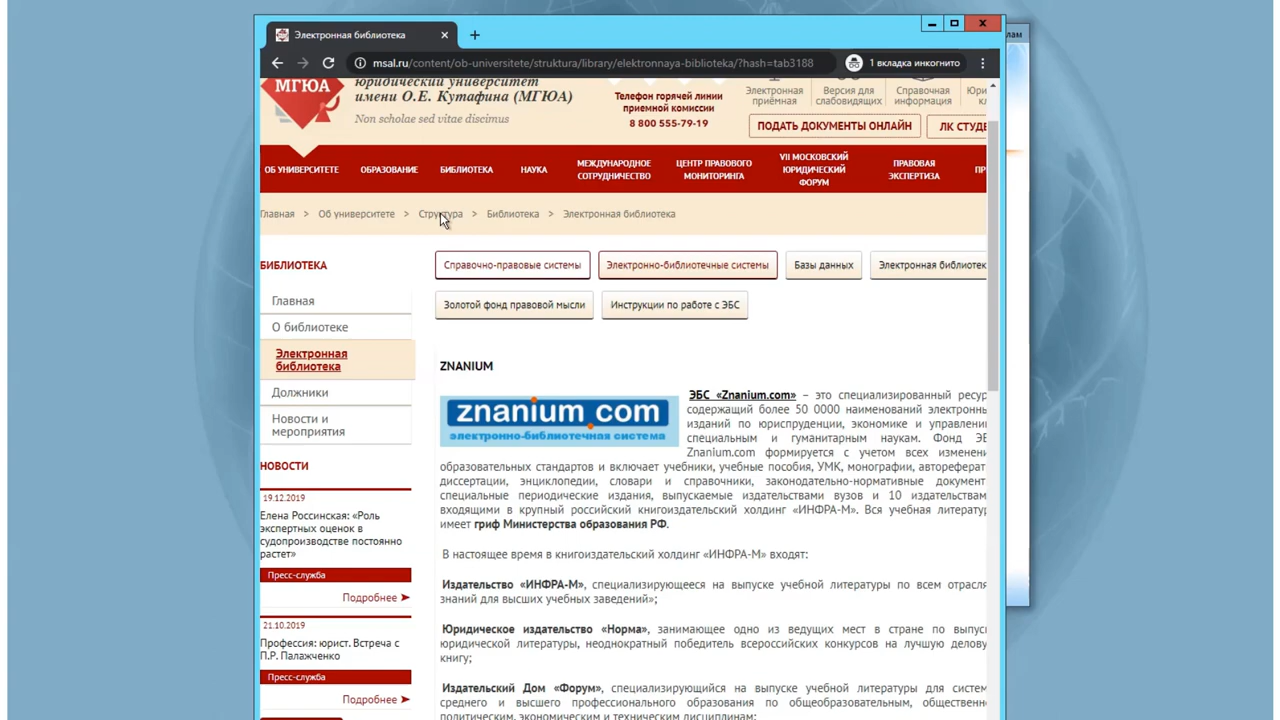 Электронная библиотека
лам
msal.ru/content/ob-universitete/struktura/library/elektronnaya-biblioteka/?hash=tab3188
1 вкладка инкогнито
МГЮА
юридический университет
имени О.Е. Кутафина (МГЮА)
Non scholae sed vitae discimus
Телефон горячей линии
приемной комиссии
8 800 555-79-19
Электронная
приёмная
Версия для
слабовидящих
Справочная
информация
Юри
ПОДАТЬ ДОКУМЕНТЫ ОНЛАЙН
ЛК СТУДЕ
ОБ УНИВЕРСИТЕТЕ
ОБРАЗОВАНИЕ
БИБЛИОТЕКА
НАУКА
МЕЖДУНАРОДНОЕ
СОТРУДНИЧЕСТВО
ЦЕНТР ПРАВОВОГО
МОНИТОРИНГА
VII МОСКОВСКИЙ
ЮРИДИЧЕСКИЙ
ФОРУМ
ПРАВОВАЯ
ЭКСПЕРТИЗА
ПР
Главная > Об университете > Структура > Библиотека > Электронная библиотека
БИБЛИОТЕКА
Главная
О библиотеке
Электронная
библиотека
Должники
Новости и
мероприятия
НОВОСТИ
19.12.2019
Елена Россинская: «Роль
экспертных оценок в
судопроизводстве постоянно
растет»
Пресс-служба
Подробнее
21.10.2019
Профессия: юрист. Встреча с
П.Р. Палажченко
Пресс-служба
Подробнее
Справочно-правовые системы
Электронно-библиотечные системы
Базы данных
Электронная библиотек
Золотой фонд правовой мысли
Инструкции по работе с ЭБС
ZNANIUM
znanium.com
электронно-библиотечная система
ЭБС «Znanium.com» – это специализированный ресур
содержащий более 50 0000 наименований электронны
изданий по юриспруденции, экономике и управлени
специальным и гуманитарным наукам. Фонд ЭБ
Znanium.com формируется с учетом всех изменени
образовательных стандартов и включает учебники, учебные пособия, УМК, монографии, автореферат
диссертации, энциклопедии, словари и справочники, законодательно-нормативные документ
специальные периодические издания, выпускаемые издательствами вузов и 10 издательствам
входящими в крупный российский книгоиздательский холдинг «ИНФРА-М». Вся учебная литератур
имеет гриф Министерства образования РФ.
В настоящее время в книгоиздательский холдинг «ИНФРА-М» входят:
Издательство «ИНФРА-М», специализирующееся на выпуске учебной литературы по всем отрасля
знаний для высших учебных заведений»;
Юридическое издательство «Норма», занимающее одно из ведущих мест в стране по выпус
юридической литературы, неоднократный победитель всероссийских конкурсов на лучшую делову
книгу;
Издательский Дом «Форум», специализирующийся на выпуске учебной литературы для систем
среднего и высшего профессионального образования по общеобразовательным, общественно
политическим, экономическим и техническим дисциплинам;